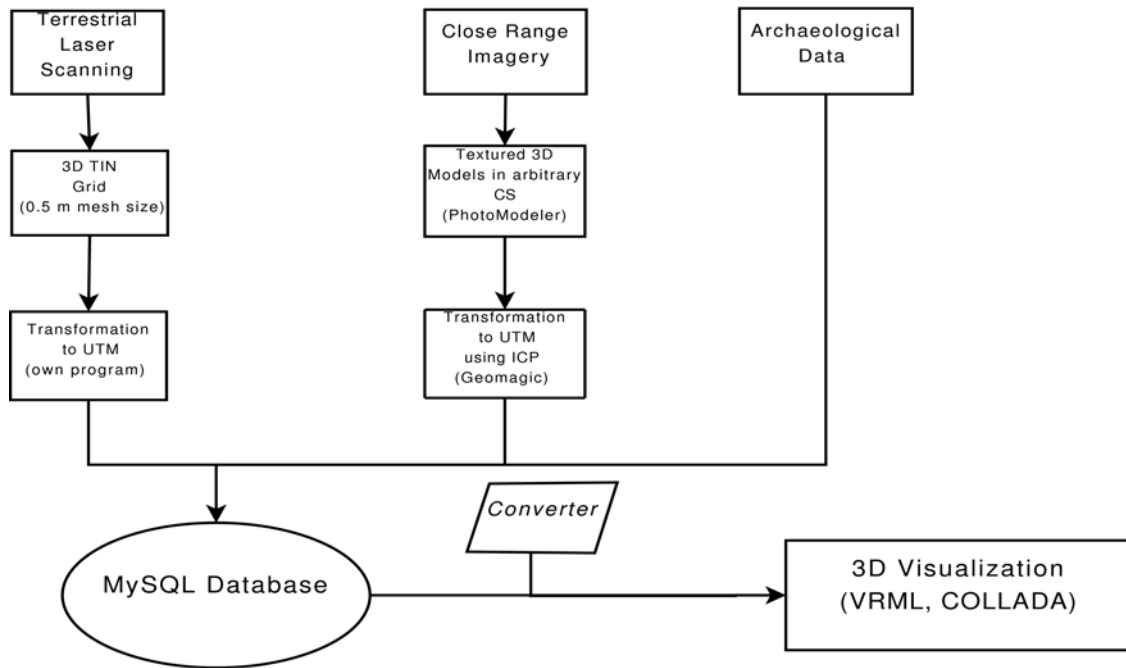 Terrestrial
Laser
Scanning
Close Range
Imagery
Archaeological
Data
3D TIN
Grid
(0.5 m mesh size)
Textured 3D
Models in arbitrary
CS
(PhotoModeler)
Transformation
to UTM
(own program)
Transformation
to UTM
using ICP
(Geomagic)
Converter
MySQL Database
3D Visualization
(VRML, COLLADA)